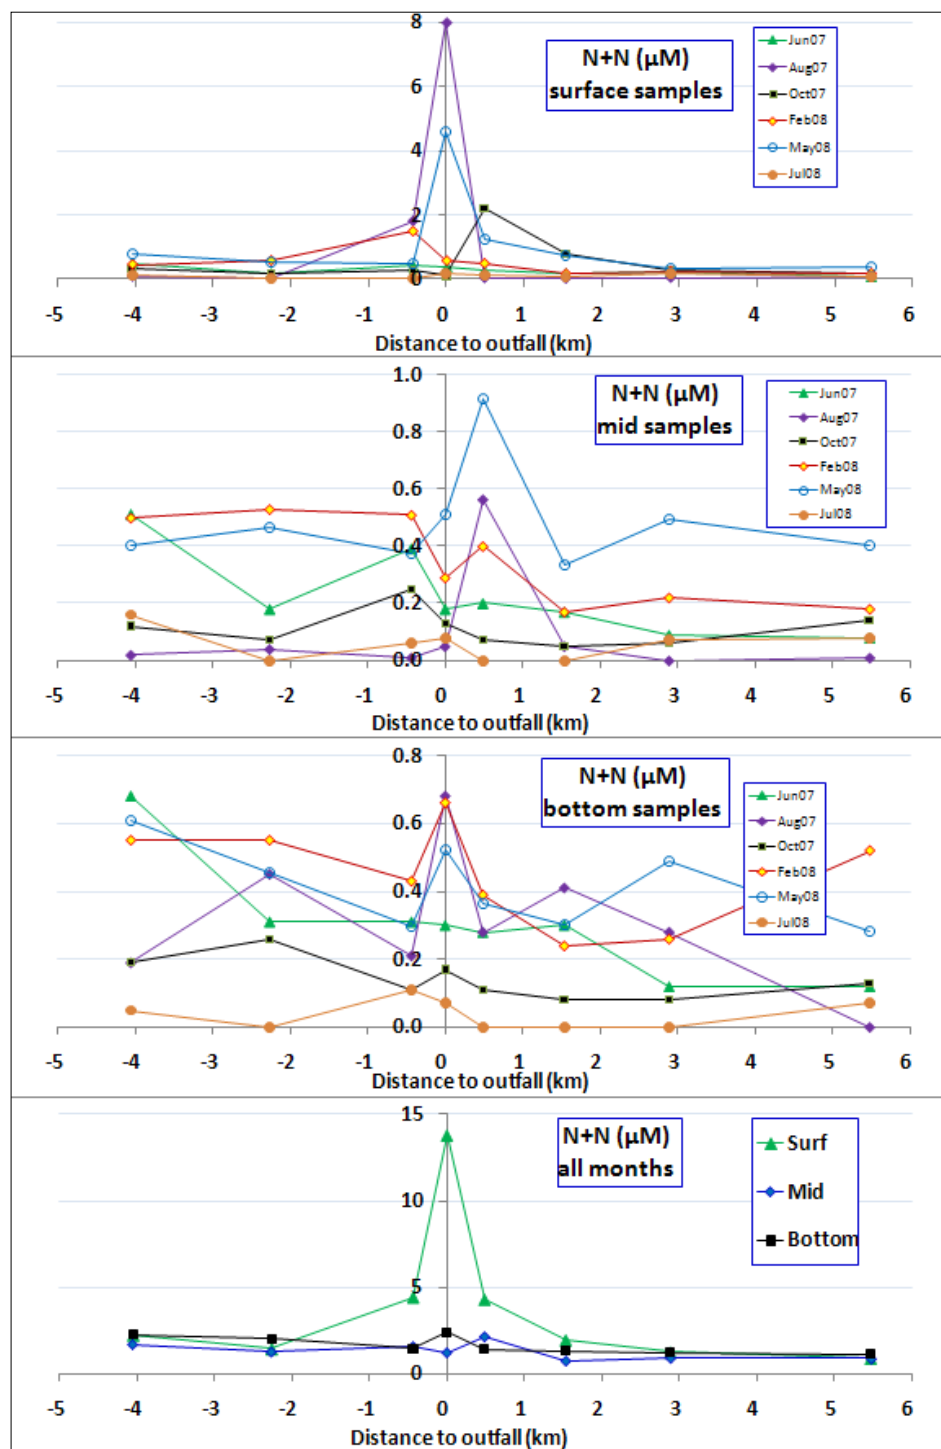 8
6
4
2
0
N+N (µM)
surface samples
Jun07
Aug07
Oct07
Feb08
May08
Jul08
-5 -4 -3 -2 -1 0 1 2 3 4 5 6
Distance to outfall (km)
1.0
0.8
0.6
0.4
0.2
0.0
N+N (µM)
mid samples
Jun07
Aug07
Oct07
Feb08
May08
Jul08
-5 -4 -3 -2 -1 0 1 2 3 4 5 6
Distance to outfall (km)
0.8
0.6
0.4
0.2
0.0
N+N (µM)
bottom samples
Jun07
Aug07
Oct07
Feb08
May08
Jul08
-5 -4 -3 -2 -1 0 1 2 3 4 5 6
Distance to outfall (km)
15
10
5
0
N+N (µM)
all months
Surf
Mid
Bottom
-5 -4 -3 -2 -1 0 1 2 3 4 5 6
Distance to outfall (km)